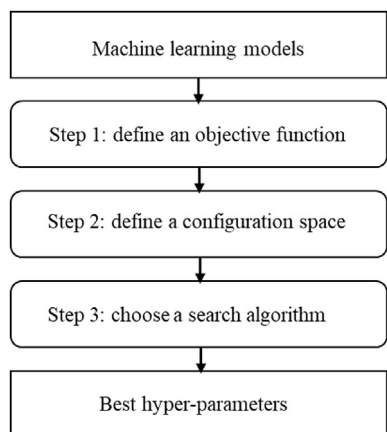 Machine learning models
Step 1: define an objective function
Step 2: define a configuration space
Step 3: choose a search algorithm
Best hyper-parameters